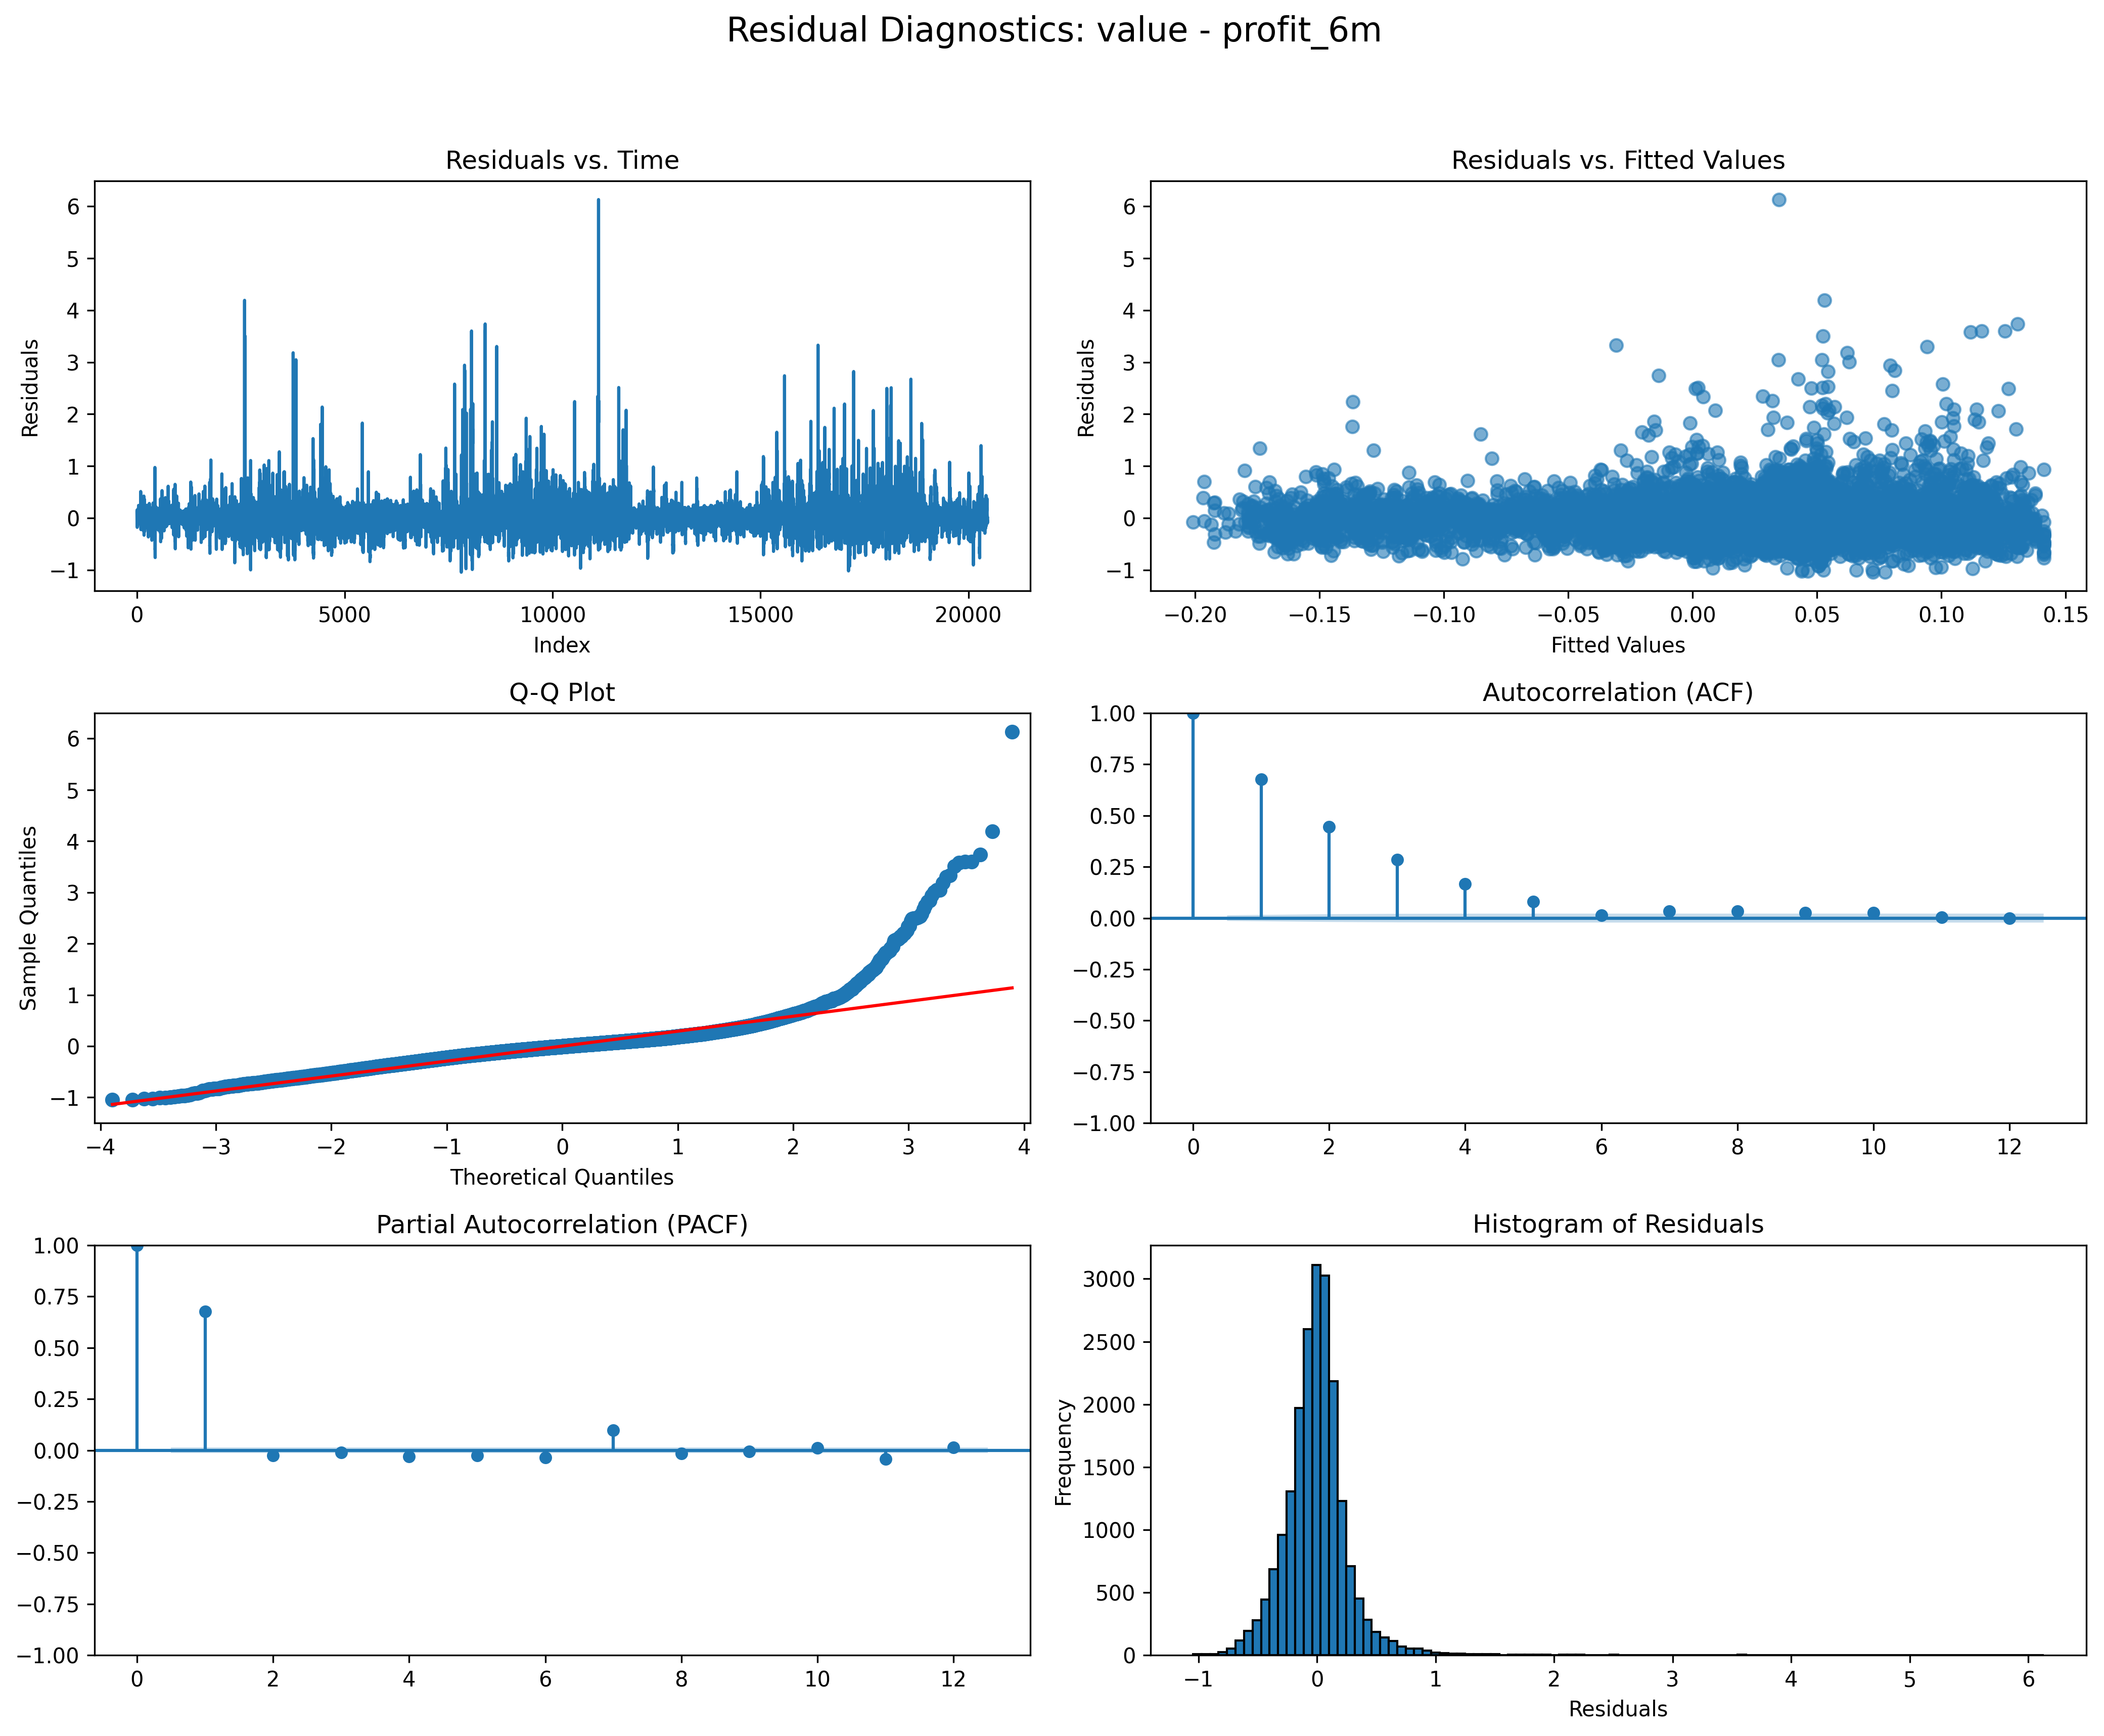 Residual Diagnostics: value - profit_6m
Residuals vs. Time
Residuals
6
5
4
3
2
1
0
−1
0 5000 10000 15000 20000
Index
Residuals vs. Fitted Values
Residuals
6
5
4
3
2
1
0
−1
−0.20 −0.15 −0.10 −0.05 0.00 0.05 0.10 0.15
Fitted Values
Q-Q Plot
Sample Quantiles
6
5
4
3
2
1
0
−1
−4 −3 −2 −1 0 1 2 3 4
Theoretical Quantiles
Autocorrelation (ACF)
1.00
0.75
0.50
0.25
0.00
−0.25
−0.50
−0.75
−1.00
0 2 4 6 8 10 12
Partial Autocorrelation (PACF)
1.00
0.75
0.50
0.25
0.00
−0.25
−0.50
−0.75
−1.00
0 2 4 6 8 10 12
Histogram of Residuals
Frequency
3000
2500
2000
1500
1000
500
0
−1 0 1 2 3 4 5 6
Residuals